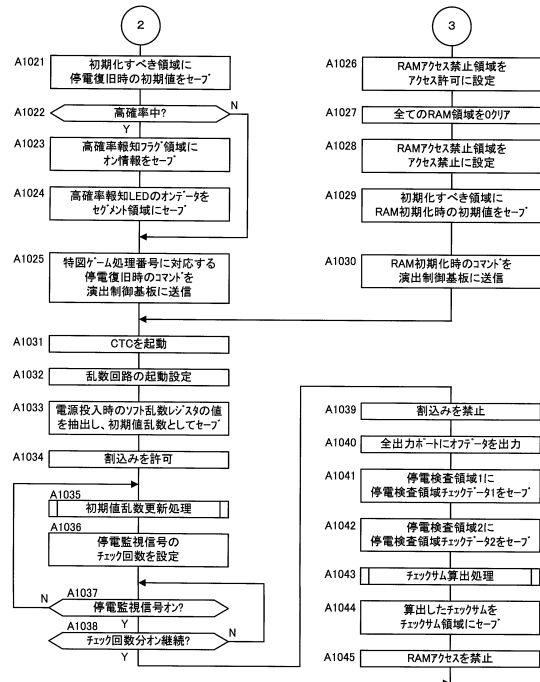 2
A1021
初期化すべき領域に
停電復旧時の初期値をセーブ
A1022
高確率中?
N
Y
A1023
高確率報知フラグ領域に
オン情報をセーブ
A1024
高確率報知LEDのオンデータを
セグメント領域にセーブ
A1025
特図ゲーム処理番号に対応する
停電復旧時のコマンドを
演出制御基板に送信
3
A1026
RAMアクセス禁止領域を
アクセス許可に設定
A1027
全てのRAM領域を0クリア
A1028
RAMアクセス禁止領域を
アクセス禁止に設定
A1029
初期化すべき領域に
RAM初期化時の初期値をセーブ
A1030
RAM初期化時のコマンドを
演出制御基板に送信
A1031
CTCを起動
A1032
乱数回路の起動設定
A1033
電源投入時のソフト乱数レジスタの値
を抽出し、初期値乱数としてセーブ
A1034
割込みを許可
A1035
初期値乱数更新処理
A1036
停電監視信号の
チェック回数を設定
A1037
停電監視信号オン?
N
Y
A1038
チェック回数分オン継続?
N
Y
A1039
割込みを禁止
A1040
全出力ポートにオフデータを出力
A1041
停電検査領域1に
停電検査領域チェックデータ1をセーブ
A1042
停電検査領域2に
停電検査領域チェックデータ2をセーブ
A1043
チェックサム算出処理
A1044
算出したチェックサムを
チェックサム領域にセーブ
A1045
RAMアクセスを禁止